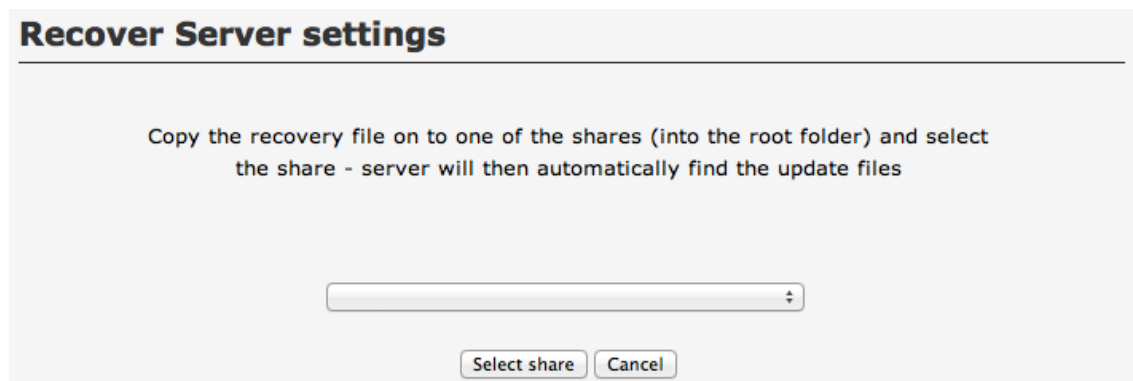 Recover Server settings
Copy the recovery file on to one of the shares (into the root folder) and select
the share - server will then automatically find the update files
Select share Cancel